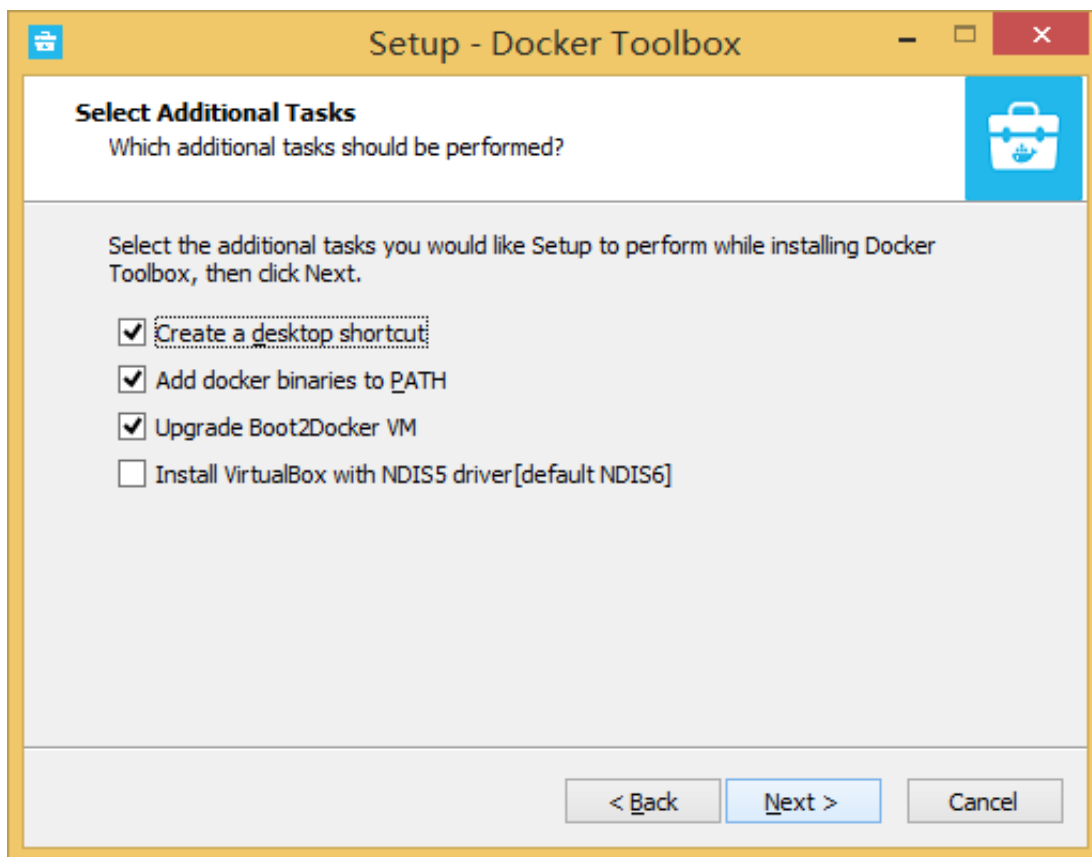 Setup - Docker Toolbox
Select Additional Tasks
Which additional tasks should be performed?
Select the additional tasks you would like Setup to perform while installing Docker
Toolbox, then click Next.
Create a desktop shortcut
Add docker binaries to PATH
Upgrade Boot2Docker VM
Install VirtualBox with NDIS5 driver[default NDIS6]
< Back
Next >
Cancel